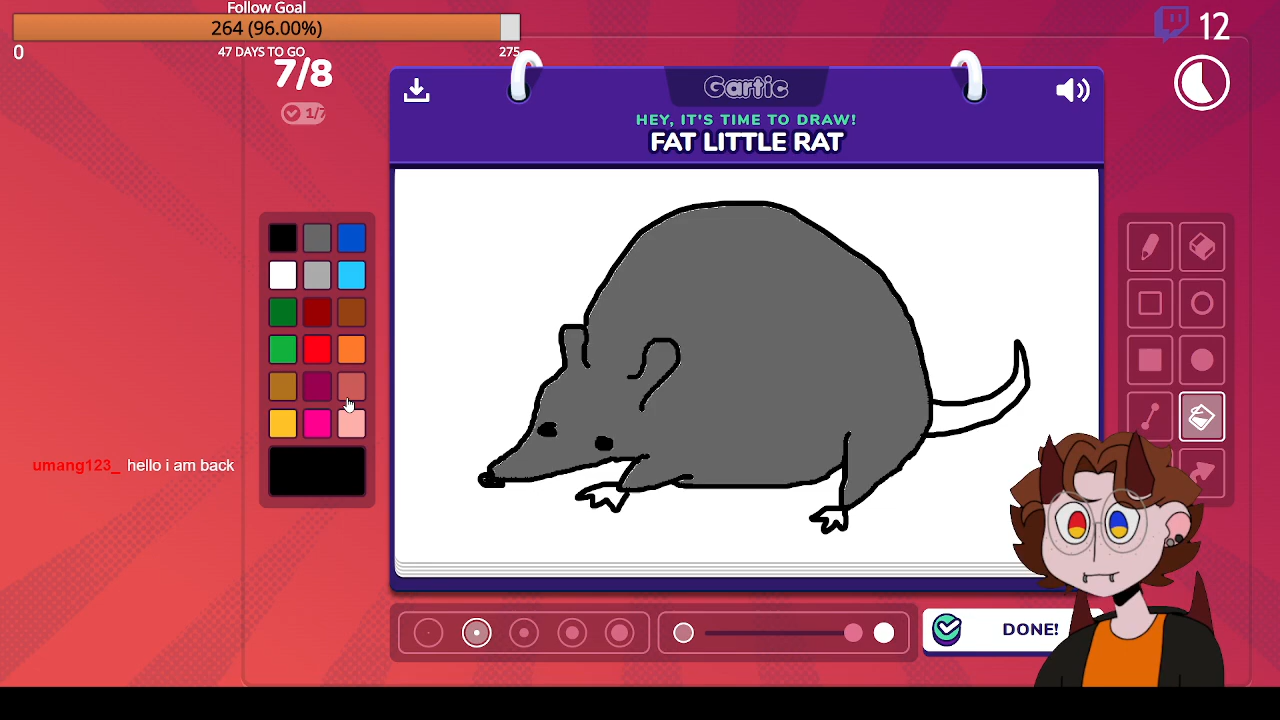 Follow Goal
264 (96.00%)
0
47 DAYS TO GO
275
12
7/8
1/7
Gartic
HEY, IT'S TIME TO DRAW!
FAT LITTLE RAT
umang123_ hello i am back
DONE!